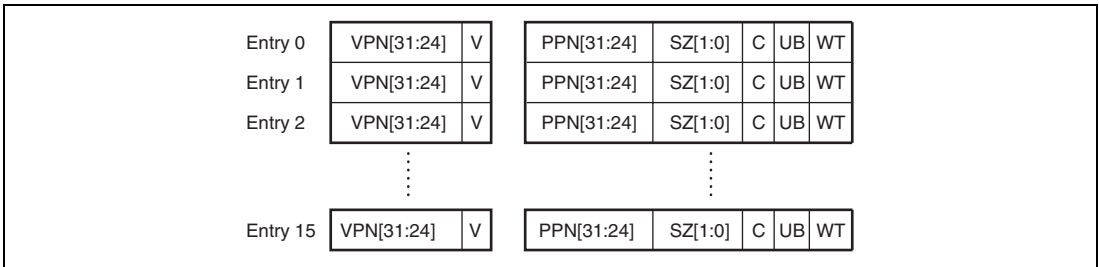 Entry 0 VPN[31:24] V PPN[31:24] SZ[1:0] C UB WT
Entry 1 VPN[31:24] V PPN[31:24] SZ[1:0] C UB WT
Entry 2 VPN[31:24] V PPN[31:24] SZ[1:0] C UB WT
Entry 15 VPN[31:24] V PPN[31:24] SZ[1:0] C UB WT